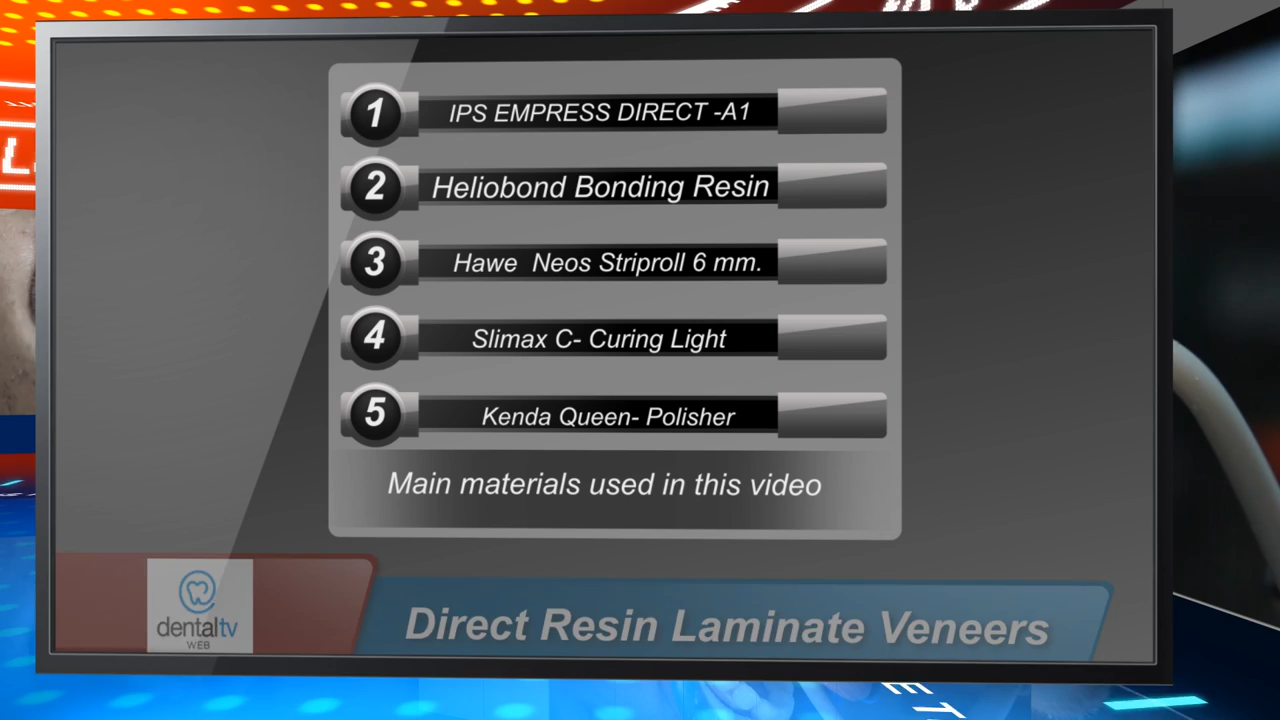 1 IPS EMPRESS DIRECT -A1
2 Heliobond Bonding Resin
3 Hawe Neos Striproll 6 mm.
4 Slimax C- Curing Light
5 Kenda Queen- Polisher
Main materials used in this video
dentaltv
WEB
Direct Resin Laminate Veneers